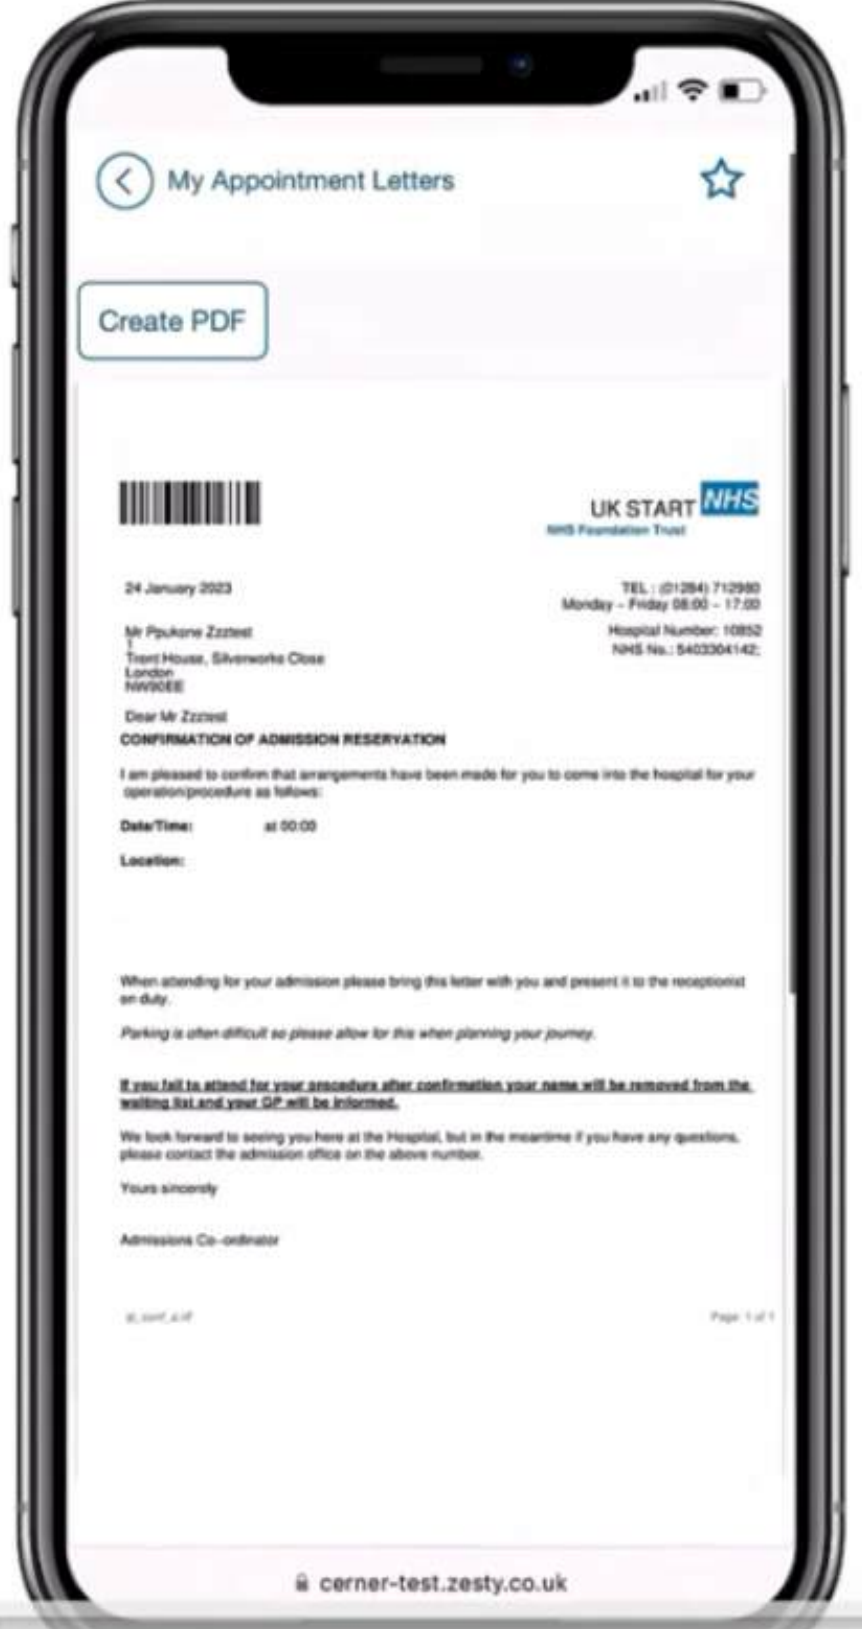 My Appointment Letters
Create PDF
UK START NHS
NHS Foundation Trust
24 January 2023
TEL : (01284) 712980
Monday - Friday 08:00 - 17:00
Mr Ppukone Zzztest
Hospital Number: 10852
1
NHS No.: 5403304142;
Trent House, Silverworks Close
London
NW90EE
Dear Mr Zzztest
CONFIRMATION OF ADMISSION RESERVATION
I am pleased to confirm that arrangements have been made for you to come into the hospital for your
operation/procedure as follows:
Date/Time: at 00:00
Location:
When attending for your admission please bring this letter with you and present it to the receptionist
on duty.
Parking is often difficult so please allow for this when planning your journey.
If you fail to attend for your procedure after confirmation your name will be removed from the
waiting list and your GP will be informed.
We look forward to seeing you here at the Hospital, but in the meantime if you have any questions,
please contact the admission office on the above number.
Yours sincerely
Admissions Co-ordinator
Page: 1 of 1
cerner-test.zesty.co.uk